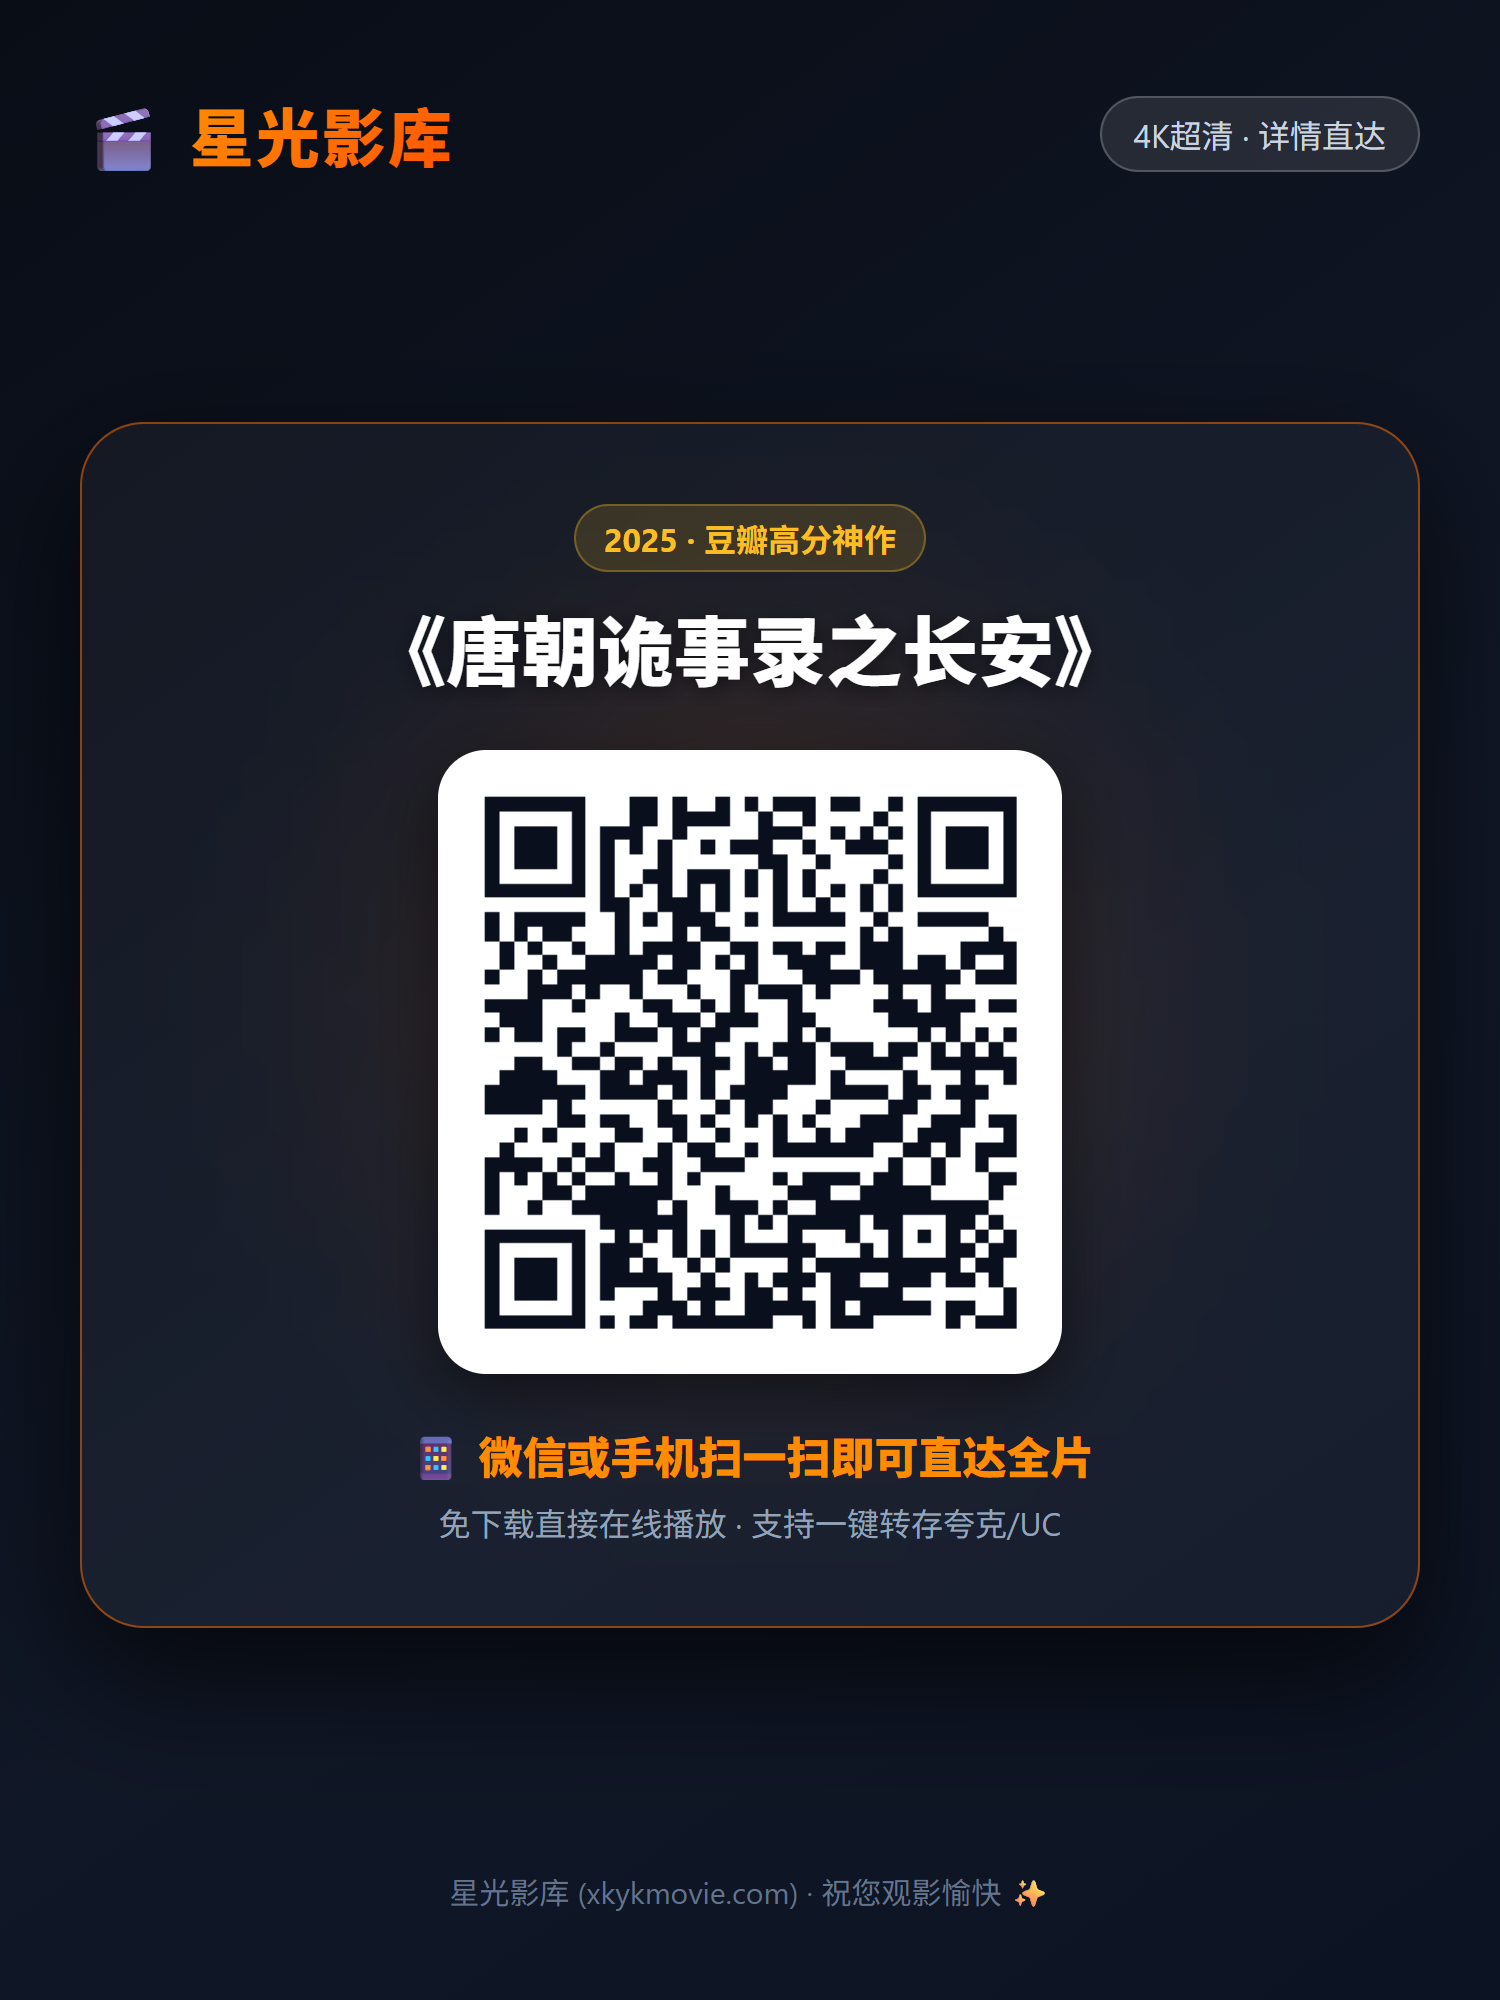 星光影库
4K超清 · 详情直达
2025 · 豆瓣高分神作
《唐朝诡事录之长安》
微信或手机扫一扫即可直达全片
免下载直接在线播放 · 支持一键转存夸克/UC
星光影库 (xkykmovie.com) · 祝您观影愉快 ✨